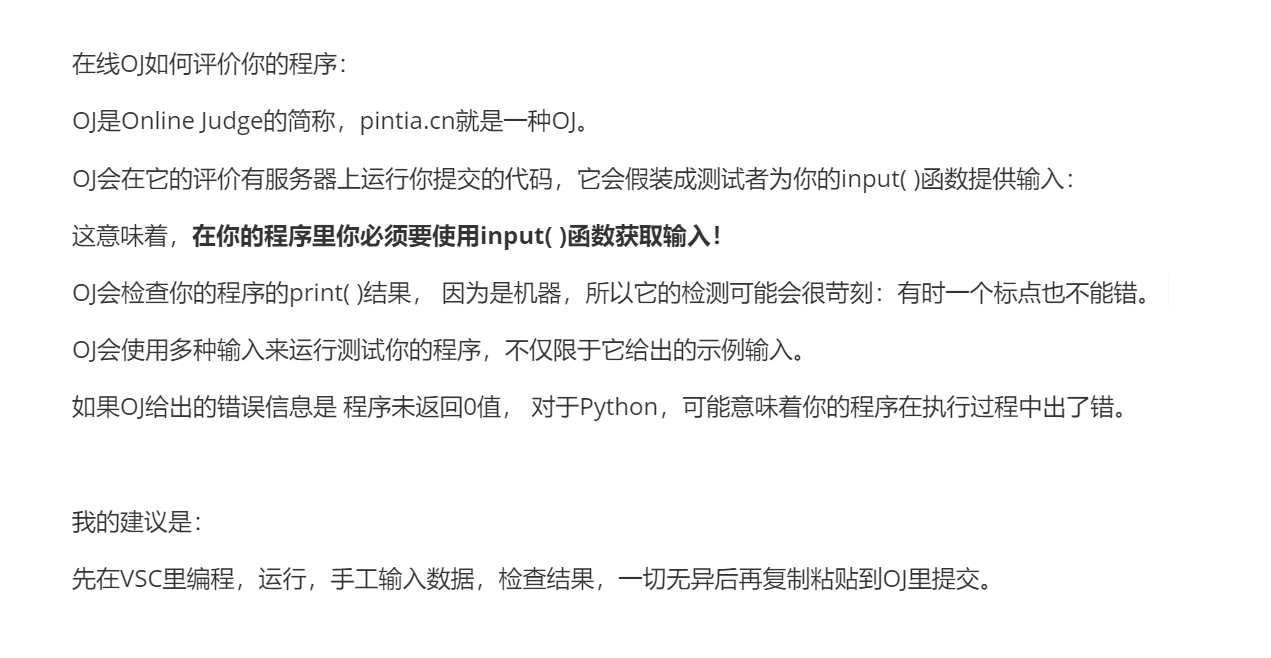 在线OJ如何评价你的程序：
OJ是Online Judge的简称，pintia.cn就是一种OJ。
OJ会在它的评价有服务器上运行你提交的代码，它会假装成测试者为你的input( )函数提供输入：
这意味着，在你的程序里你必须要使用input( )函数获取输入！
OJ会检查你的程序的print( )结果， 因为是机器，所以它的检测可能会很苛刻：有时一个标点也不能错。
OJ会使用多种输入来运行测试你的程序，不仅限于它给出的示例输入。
如果OJ给出的错误信息是 程序未返回0值， 对于Python，可能意味着你的程序在执行过程中出了错。
我的建议是：
先在VSC里编程，运行，手工输入数据，检查结果，一切无异后再复制粘贴到OJ里提交。